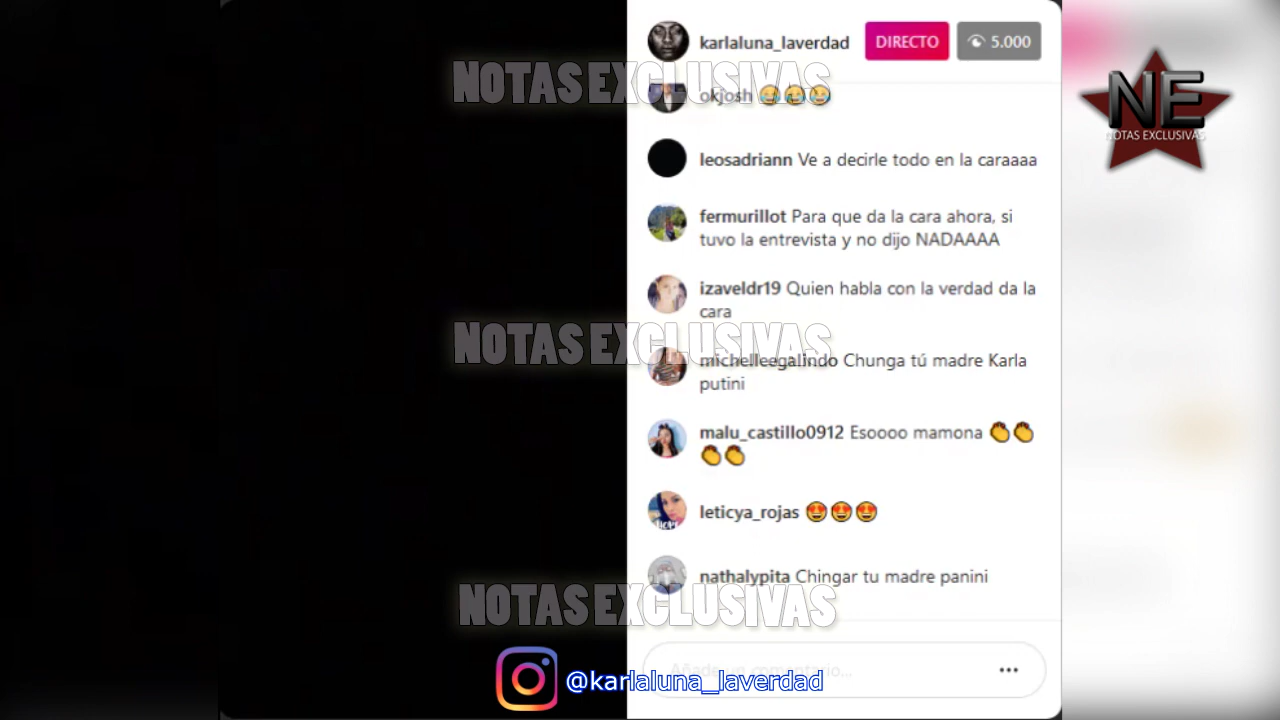 karlaluna_laverdad DIRECTO 5.000
NOTAS EXCLUSIVAS
okjosh 😂😂😂
leosadriann Ve a decirle todo en la caraaaa
fermurillot Para que da la cara ahora, si
tuvo la entrevista y no dijo NADAAAA
izaveldr19 Quien habla con la verdad da la
cara
NOTAS EXCLUSIVAS
michelleegalindo Chunga tú madre Karla
putini
malu_castillo0912 Esoooo mamona 👏👏
👏👏
leticya_rojas 🤩🤩🤩
nathalypita Chingar tu madre panini
NOTAS EXCLUSIVAS
Añade un comentario...
@karlaluna_laverdad
NE
NOTAS EXCLUSIVAS